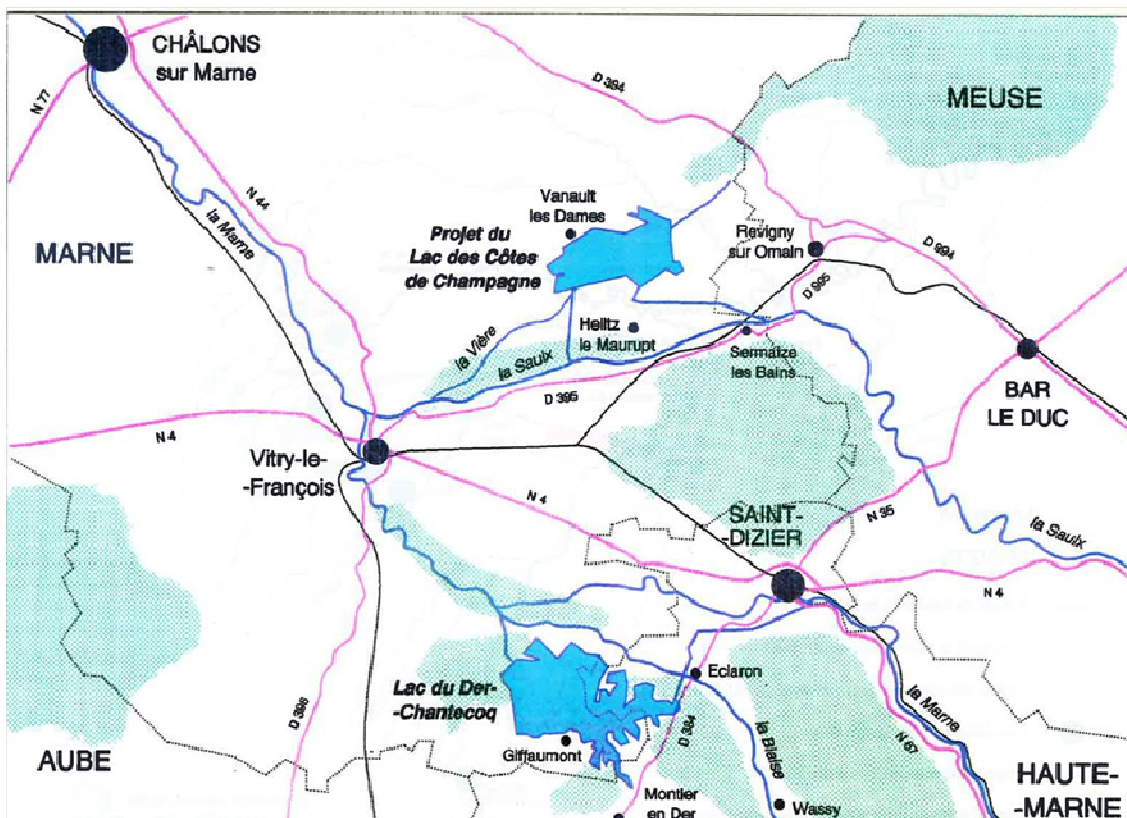 CHÂLONS
sur Marne
N 77
D 394
MEUSE
N 44
la Marne
MARNE
Vanault
les Dames
Projet du
Lac des Côtes
de Champagne
Revigny
sur Ornain
D 994
D 995
Heiltz
le Maurupt
la Vière
la Saulx
Sermaize
les Bains
D 395
BAR
LE DUC
N 4
Vitry-le-
-François
N 4
SAINT-
-DIZIER
N 35
la Saulx
N 4
Eclaron
Lac du Der-
-Chantecoq
la Marne
D 384
N 67
D 396
la Blaise
Giffaumont
AUBE
HAUTE-
-MARNE
Montier
en Der
Wassy